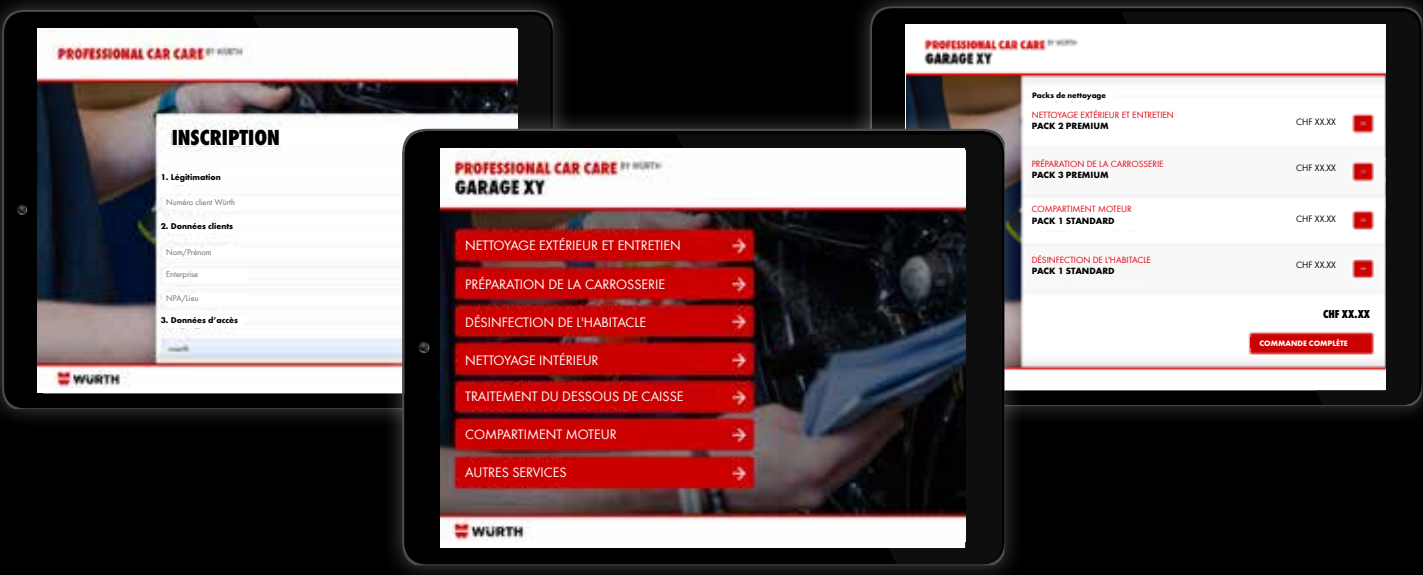 PROFESSIONAL CAR CARE BY WÜRTH
INSCRIPTION
1. Légitimation
Numéro client Würth
2. Données clients
Nom/Prénom
Enterprise
NPA/Lieu
3. Données d'accès
WÜRTH
PROFESSIONAL CAR CARE BY WÜRTH
GARAGE XY
NETTOYAGE EXTÉRIEUR ET ENTRETIEN
PRÉPARATION DE LA CARROSSERIE
DÉSINFECTION DE L'HABITACLE
NETTOYAGE INTÉRIEUR
TRAITEMENT DU DESSOUS DE CAISSE
COMPARTIMENT MOTEUR
AUTRES SERVICES
WÜRTH
PROFESSIONAL CAR CARE BY WÜRTH
GARAGE XY
Packs de nettoyage
NETTOYAGE EXTÉRIEUR ET ENTRETIEN
PACK 2 PREMIUM
CHF XX.XX
PRÉPARATION DE LA CARROSSERIE
PACK 3 PREMIUM
CHF XX.XX
COMPARTIMENT MOTEUR
PACK 1 STANDARD
CHF XX.XX
DÉSINFECTION DE L'HABITACLE
PACK 1 STANDARD
CHF XX.XX
CHF XX.XX
COMMANDE COMPLÈTE